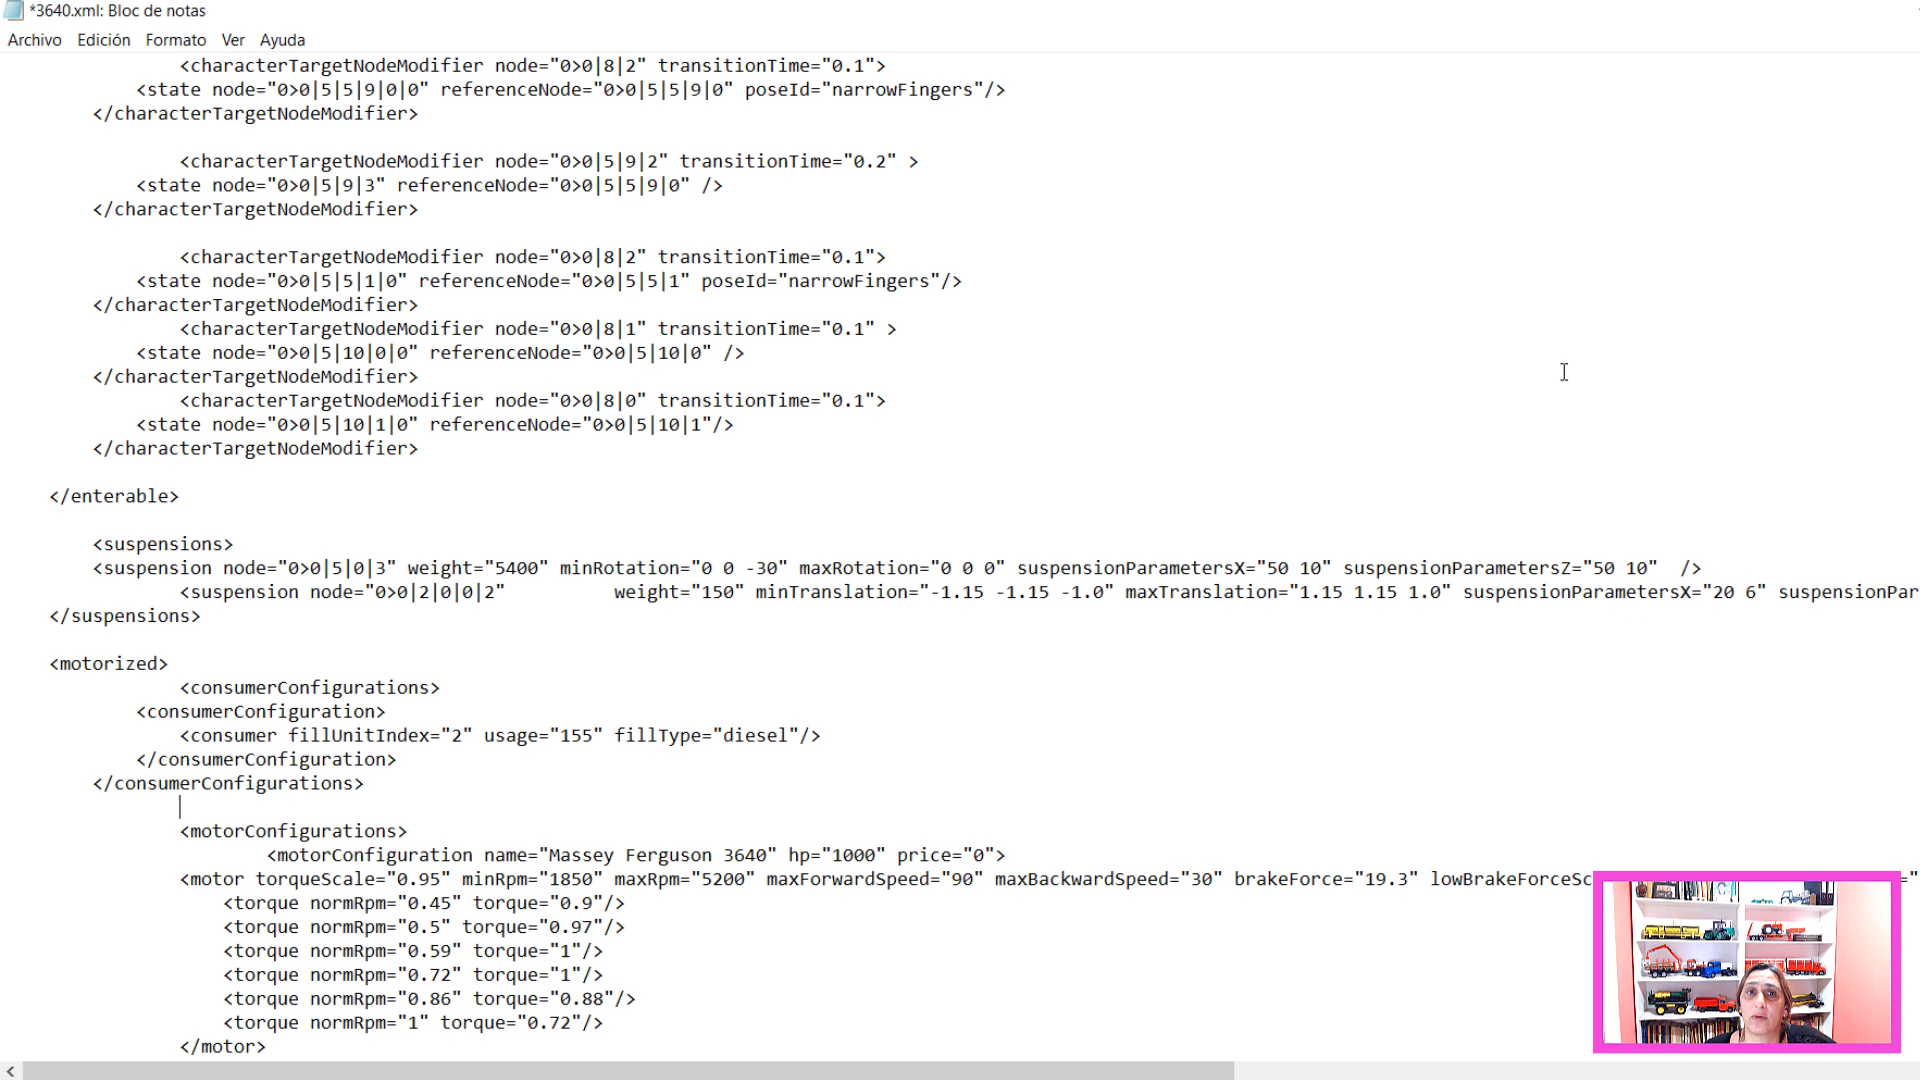 *3640.xml: Bloc de notas
Archivo Edición Formato Ver Ayuda
<characterTargetNodeModifier node="0>0|8|2" transitionTime="0.1">
<state node="0>0|5|5|9|0|0" referenceNode="0>0|5|5|9|0" poseId="narrowFingers"/>
</characterTargetNodeModifier>
<characterTargetNodeModifier node="0>0|5|9|2" transitionTime="0.2" >
<state node="0>0|5|9|3" referenceNode="0>0|5|5|9|0" />
</characterTargetNodeModifier>
<characterTargetNodeModifier node="0>0|8|2" transitionTime="0.1">
<state node="0>0|5|5|1|0" referenceNode="0>0|5|5|1" poseId="narrowFingers"/>
</characterTargetNodeModifier>
<characterTargetNodeModifier node="0>0|8|1" transitionTime="0.1" >
<state node="0>0|5|10|0|0" referenceNode="0>0|5|10|0" />
</characterTargetNodeModifier>
<characterTargetNodeModifier node="0>0|8|0" transitionTime="0.1">
<state node="0>0|5|10|1|0" referenceNode="0>0|5|10|1"/>
</characterTargetNodeModifier>
</enterable>
<suspensions>
<suspension node="0>0|5|0|3" weight="5400" minRotation="0 0 -30" maxRotation="0 0 0" suspensionParametersX="50 10" suspensionParametersZ="50 10" />
<suspension node="0>0|2|0|0|2" weight="150" minTranslation="-1.15 -1.15 -1.0" maxTranslation="1.15 1.15 1.0" suspensionParametersX="20 6" suspensionPar
</suspensions>
<motorized>
<consumerConfigurations>
<consumerConfiguration>
<consumer fillUnitIndex="2" usage="155" fillType="diesel"/>
</consumerConfiguration>
</consumerConfigurations>
<motorConfigurations>
<motorConfiguration name="Massey Ferguson 3640" hp="1000" price="0">
<motor torqueScale="0.95" minRpm="1850" maxRpm="5200" maxForwardSpeed="90" maxBackwardSpeed="30" brakeForce="19.3" lowBrakeForceSc ="
<torque normRpm="0.45" torque="0.9"/>
<torque normRpm="0.5" torque="0.97"/>
<torque normRpm="0.59" torque="1"/>
<torque normRpm="0.72" torque="1"/>
<torque normRpm="0.86" torque="0.88"/>
<torque normRpm="1" torque="0.72"/>
</motor>